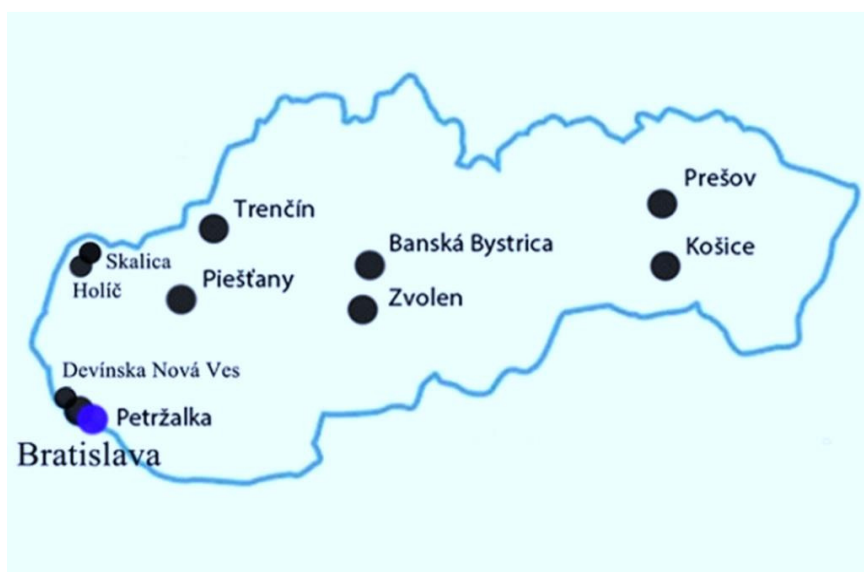 Prešov
Trenčín
Banská Bystrica
Košice
Skalica
Piešťany
Holíč
Zvolen
Devínska Nová Ves
Petržalka
Bratislava